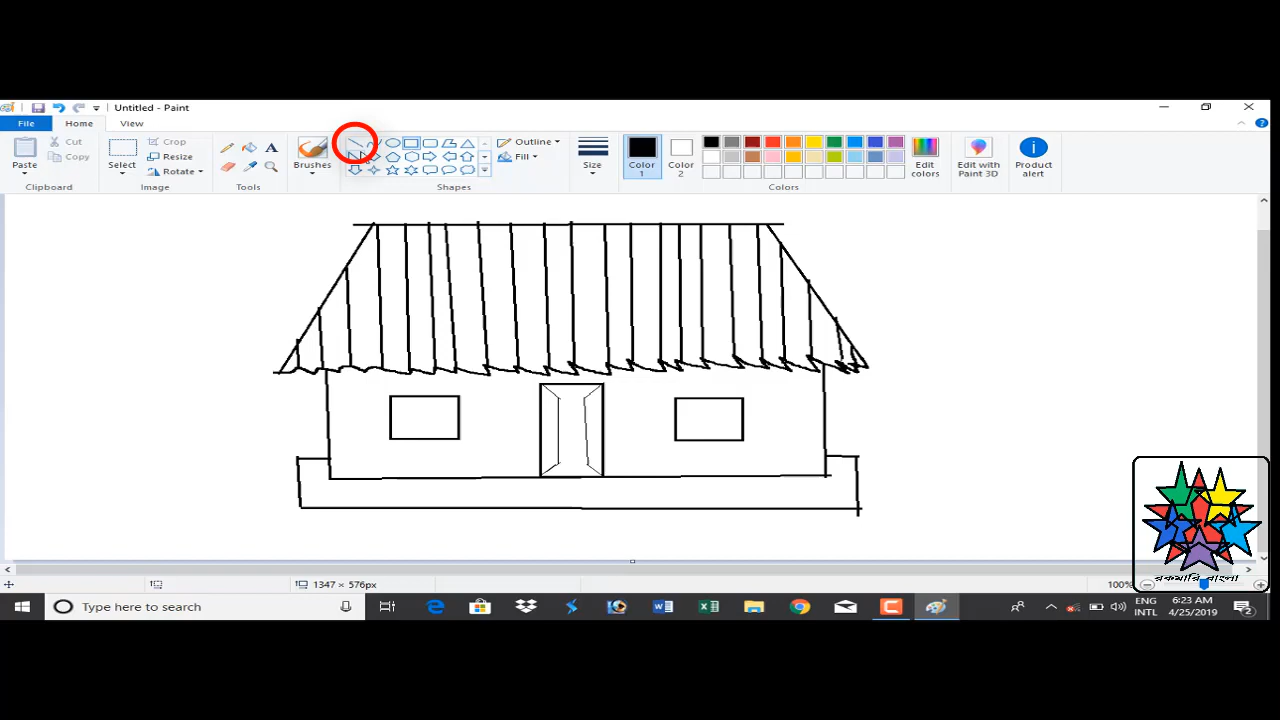 Untitled - Paint
File Home View
Paste
Cut
Copy
Clipboard
Select
Crop
Resize
Rotate
Image
Tools
Brushes
Shapes
Outline
Fill
Size
Color 1
Color 2
Colors
Edit colors
Edit with Paint 3D
Product alert
রকমারি বাংলা
1347 × 576px
100%
Type here to search
ENG
INTL
6:23 AM
4/25/2019
2